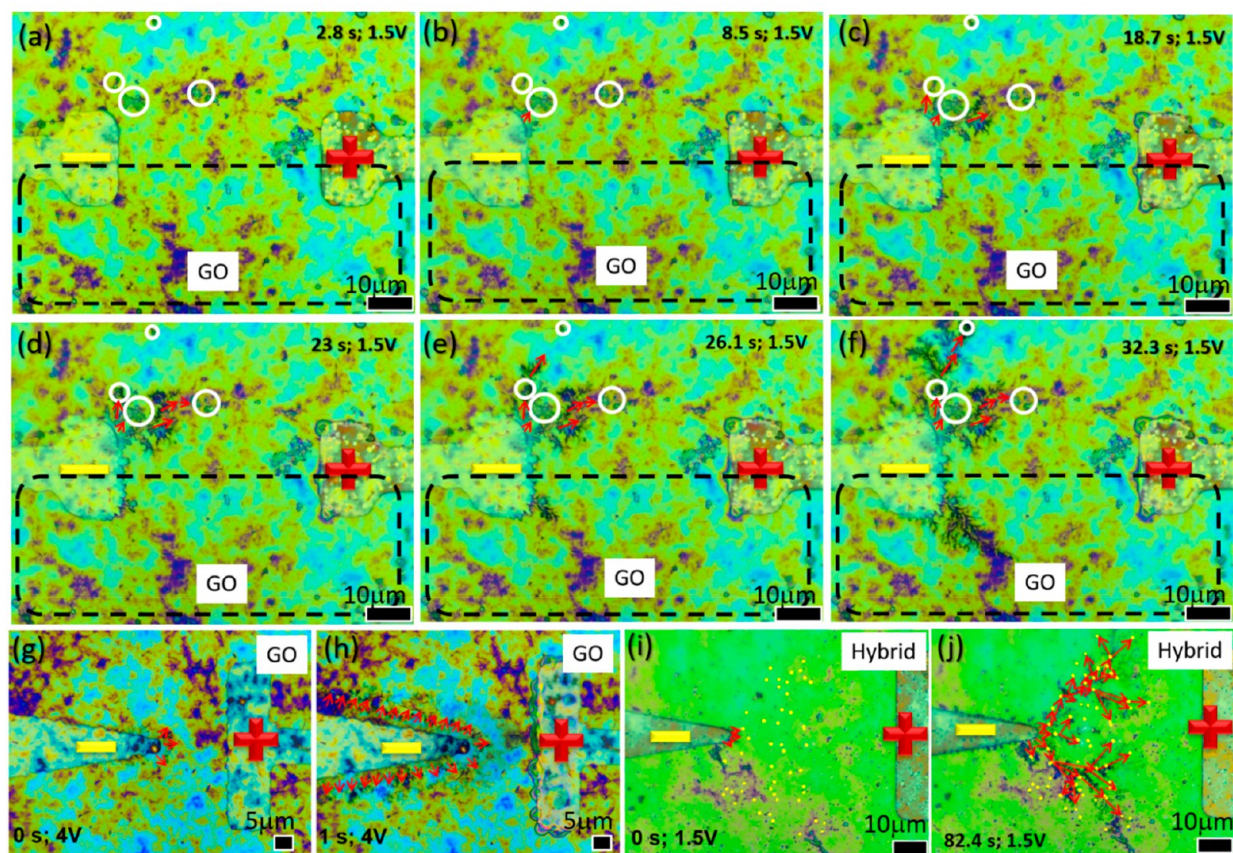 (a)
2.8 s; 1.5V
GO
10μm
(b)
8.5 s; 1.5V
GO
10μm
(c)
18.7 s; 1.5V
GO
10μm
(d)
23 s; 1.5V
GO
10μm
(e)
26.1 s; 1.5V
GO
10μm
(f)
32.3 s; 1.5V
GO
10μm
(g)
GO
0 s; 4V
5μm
(h)
GO
1 s; 4V
5μm
(i)
Hybrid
0 s; 1.5V
10μm
(j)
Hybrid
82.4 s; 1.5V
10μm